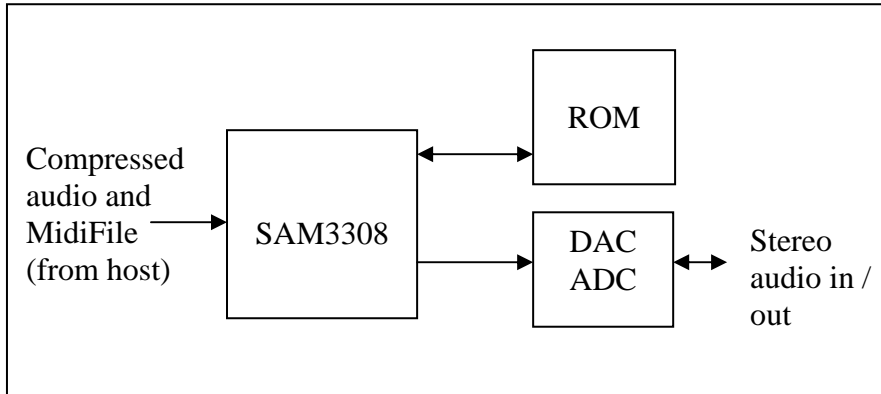 Compressed
audio and
MidiFile
(from host)
SAM3308
ROM
DAC
ADC
Stereo
audio in /
out